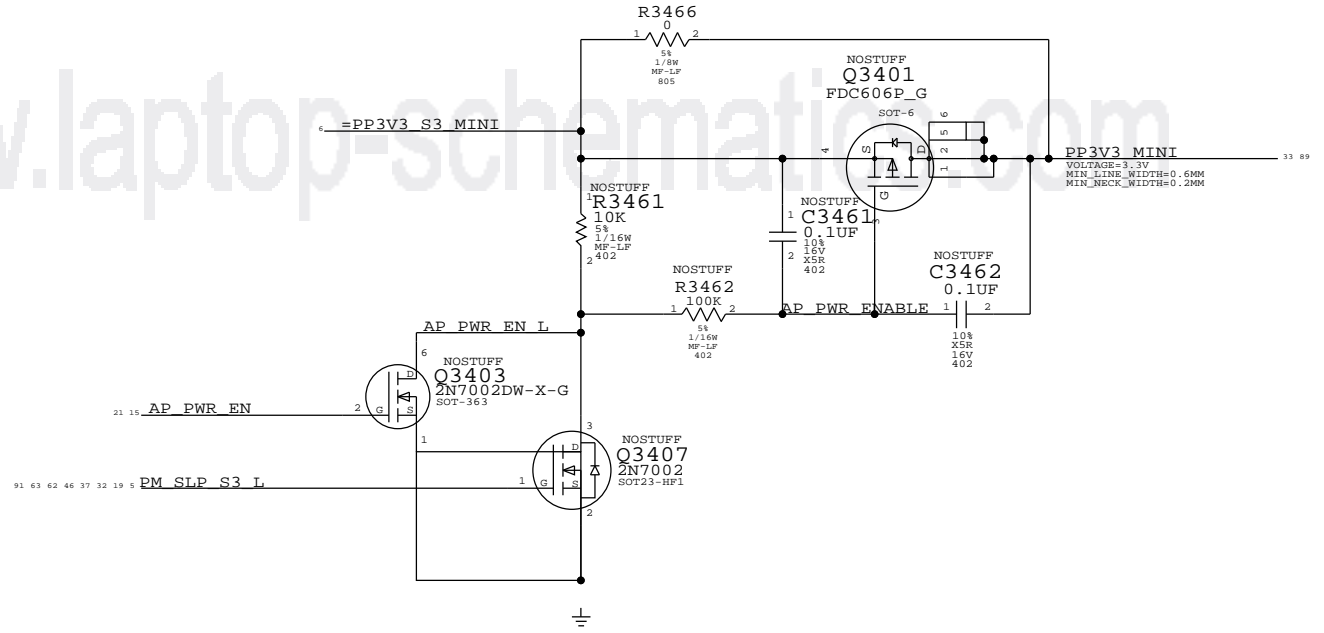 R3466
0
1 2
5%
1/8W
MF-LF
805
NOSTUFF
Q3401
FDC606P_G
SOT-6
w.laptop-schematics.com
6 =PP3V3_S3_MINI
4 S D G 3
6
5
2
1
PP3V3_MINI 33 89
VOLTAGE=3.3V
MIN_LINE_WIDTH=0.6MM
MIN_NECK_WIDTH=0.2MM
NOSTUFF
1 R3461
10K
5%
1/16W
MF-LF
2 402
NOSTUFF
1 C3461
0.1UF
10%
16V
2 X5R
402
NOSTUFF
R3462
100K
1 2
5%
1/16W
MF-LF
402
NOSTUFF
C3462
0.1UF
AP_PWR_ENABLE 1 2
10%
X5R
16V
402
AP_PWR_EN_L
6
NOSTUFF
Q3403
2N7002DW-X-G
SOT-363
D
G S
21 15 AP_PWR_EN 2
1
3
NOSTUFF
Q3407
2N7002
SOT23-HF1
D
G S
91 63 62 46 37 32 19 5 PM_SLP_S3_L 1
2